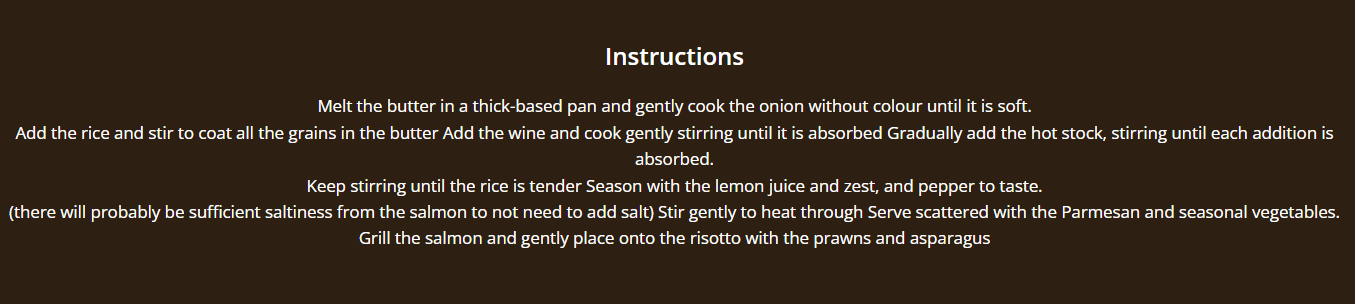 Instructions
Melt the butter in a thick-based pan and gently cook the onion without colour until it is soft.
Add the rice and stir to coat all the grains in the butter Add the wine and cook gently stirring until it is absorbed Gradually add the hot stock, stirring until each addition is
absorbed.
Keep stirring until the rice is tender Season with the lemon juice and zest, and pepper to taste.
(there will probably be sufficient saltiness from the salmon to not need to add salt) Stir gently to heat through Serve scattered with the Parmesan and seasonal vegetables.
Grill the salmon and gently place onto the risotto with the prawns and asparagus